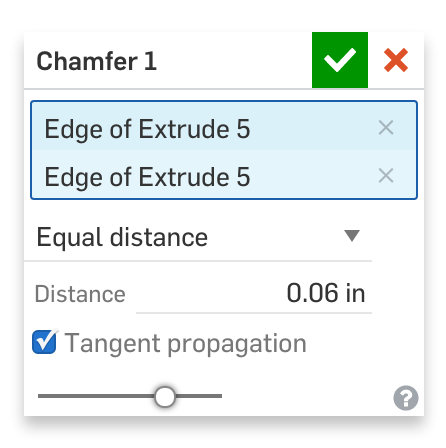 Chamfer 1
Edge of Extrude 5
Edge of Extrude 5
Equal distance
Distance 0.06 in
Tangent propagation
?